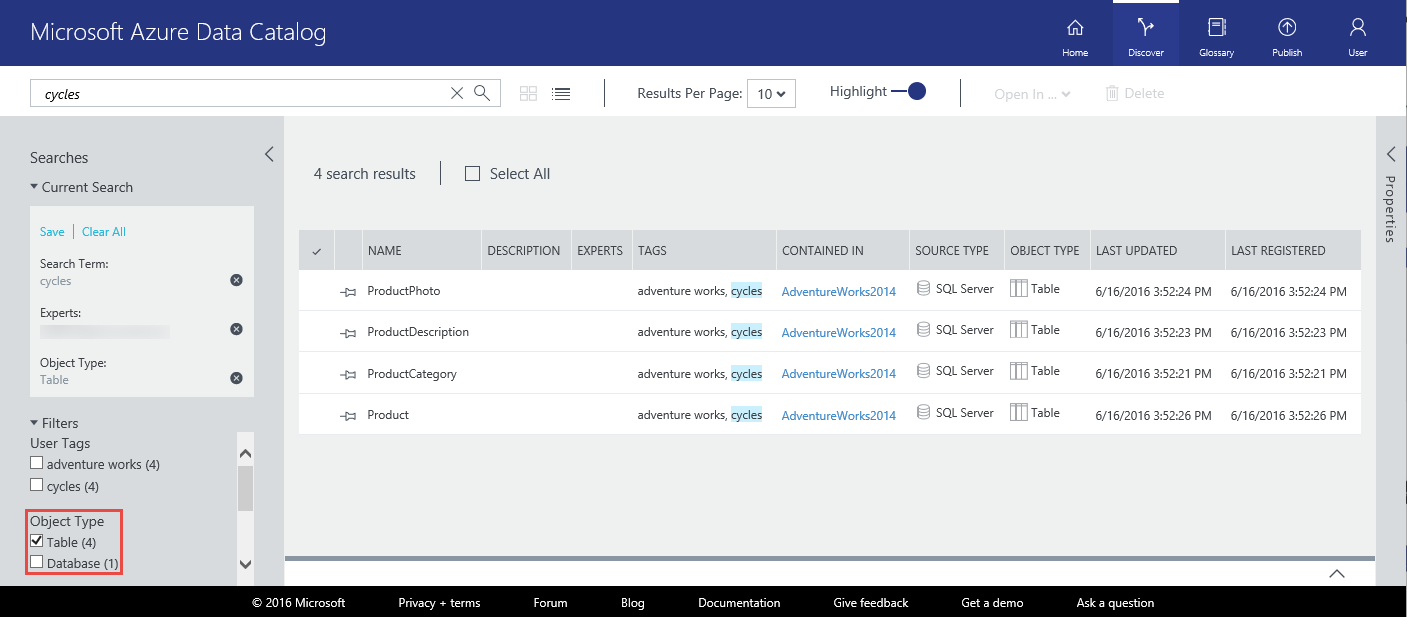 Microsoft Azure Data Catalog
Home
Discover
Glossary
Publish
User
cycles
Results Per Page: 10
Highlight
Open In ...
Delete
Searches
Current Search
Save | Clear All
Search Term:
cycles
Experts:
Object Type:
Table
Filters
User Tags
adventure works (4)
cycles (4)
Object Type
Table (4)
Database (1)
4 search results
Select All
NAME DESCRIPTION EXPERTS TAGS CONTAINED IN SOURCE TYPE OBJECT TYPE LAST UPDATED LAST REGISTERED
ProductPhoto adventure works, cycles AdventureWorks2014 SQL Server Table 6/16/2016 3:52:24 PM 6/16/2016 3:52:24 PM
ProductDescription adventure works, cycles AdventureWorks2014 SQL Server Table 6/16/2016 3:52:23 PM 6/16/2016 3:52:23 PM
ProductCategory adventure works, cycles AdventureWorks2014 SQL Server Table 6/16/2016 3:52:21 PM 6/16/2016 3:52:21 PM
Product adventure works, cycles AdventureWorks2014 SQL Server Table 6/16/2016 3:52:26 PM 6/16/2016 3:52:26 PM
Properties
© 2016 Microsoft Privacy + terms Forum Blog Documentation Give feedback Get a demo Ask a question